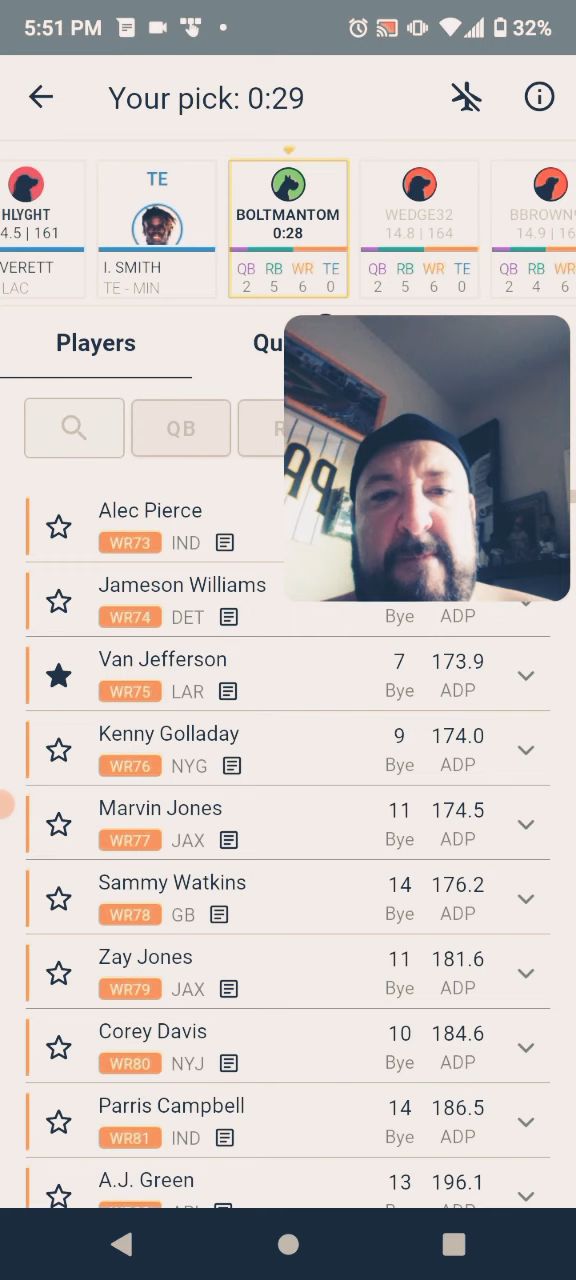 5:51 PM 32%
Your pick: 0:29
HLYGHT
4.5 | 161
VERETT
LAC
TE
I. SMITH
TE - MIN
BOLTMANTOM
0:28
QB RB WR TE
2 5 6 0
WEDGE32
14.8 | 164
QB RB WR TE
2 5 6 0
BBROWN
14.9 | 16
QB RB WR
2 4 6
Players Qu
QB
Alec Pierce
WR73 IND
Jameson Williams
WR74 DET Bye ADP
Van Jefferson 7 173.9
WR75 LAR Bye ADP
Kenny Golladay 9 174.0
WR76 NYG Bye ADP
Marvin Jones 11 174.5
WR77 JAX Bye ADP
Sammy Watkins 14 176.2
WR78 GB Bye ADP
Zay Jones 11 181.6
WR79 JAX Bye ADP
Corey Davis 10 184.6
WR80 NYJ Bye ADP
Parris Campbell 14 186.5
WR81 IND Bye ADP
A.J. Green 13 196.1